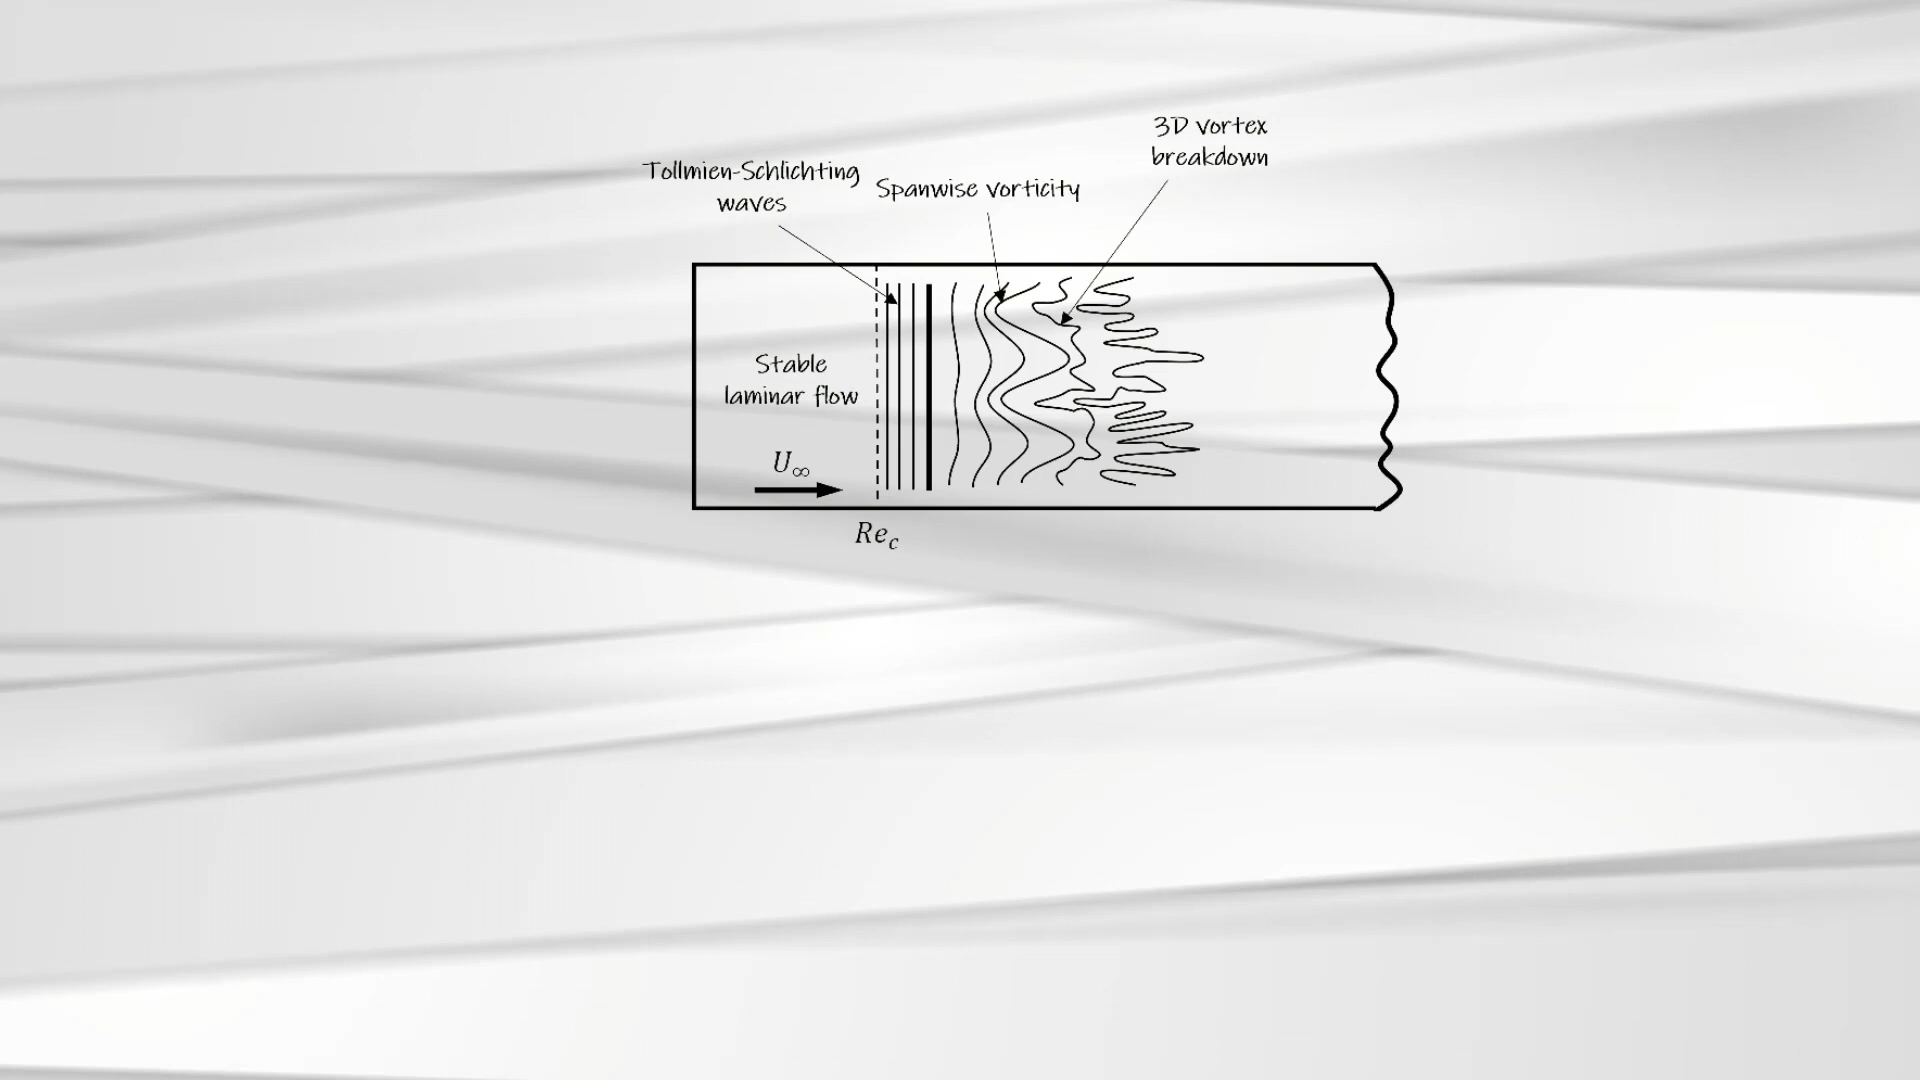 3D vortex
breakdown
Tollmien-Schlichting
waves
Spanwise vorticity
Stable
laminar flow
U∞
Re_c